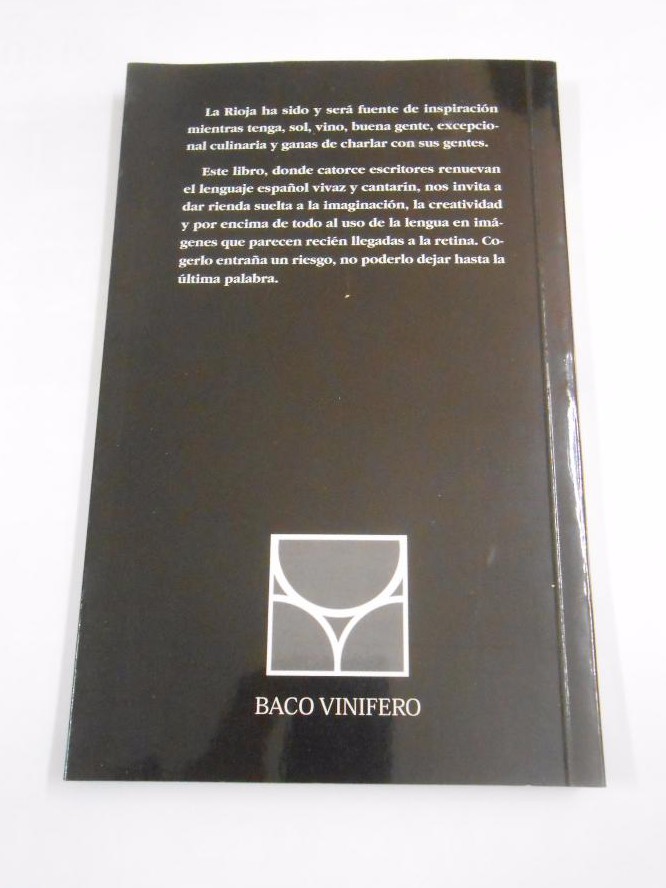 La Rioja ha sido y será fuente de inspiración
mientras tenga, sol, vino, buena gente, excepcio-
nal culinaria y ganas de charlar con sus gentes.
Este libro, donde catorce escritores renuevan
el lenguaje español vivaz y cantarín, nos invita a
dar rienda suelta a la imaginación, la creatividad
y por encima de todo al uso de la lengua en imá-
genes que parecen recién llegadas a la retina. Co-
gerlo entraña un riesgo, no poderlo dejar hasta la
última palabra.
BACO VINIFERO